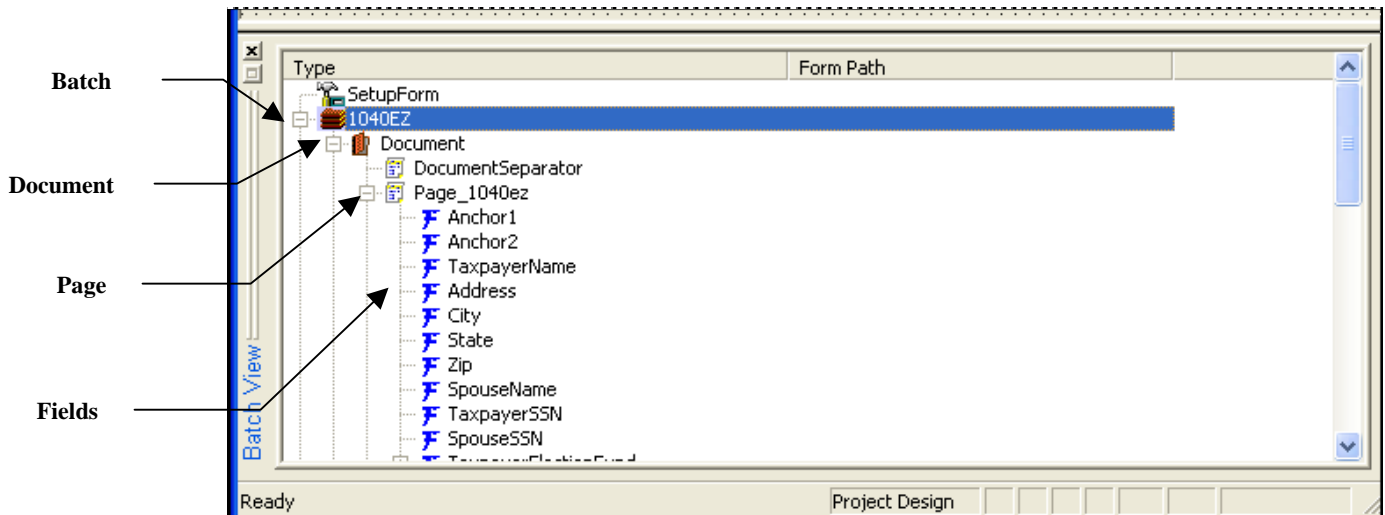 Type Form Path
Batch
SetupForm
1040EZ
Document
Document
DocumentSeparator
Page_1040ez
Page
Anchor1
Anchor2
TaxpayerName
Address
City
State
Zip
Fields
SpouseName
TaxpayerSSN
SpouseSSN
TaxpayerElectionFund
Batch View
Ready Project Design